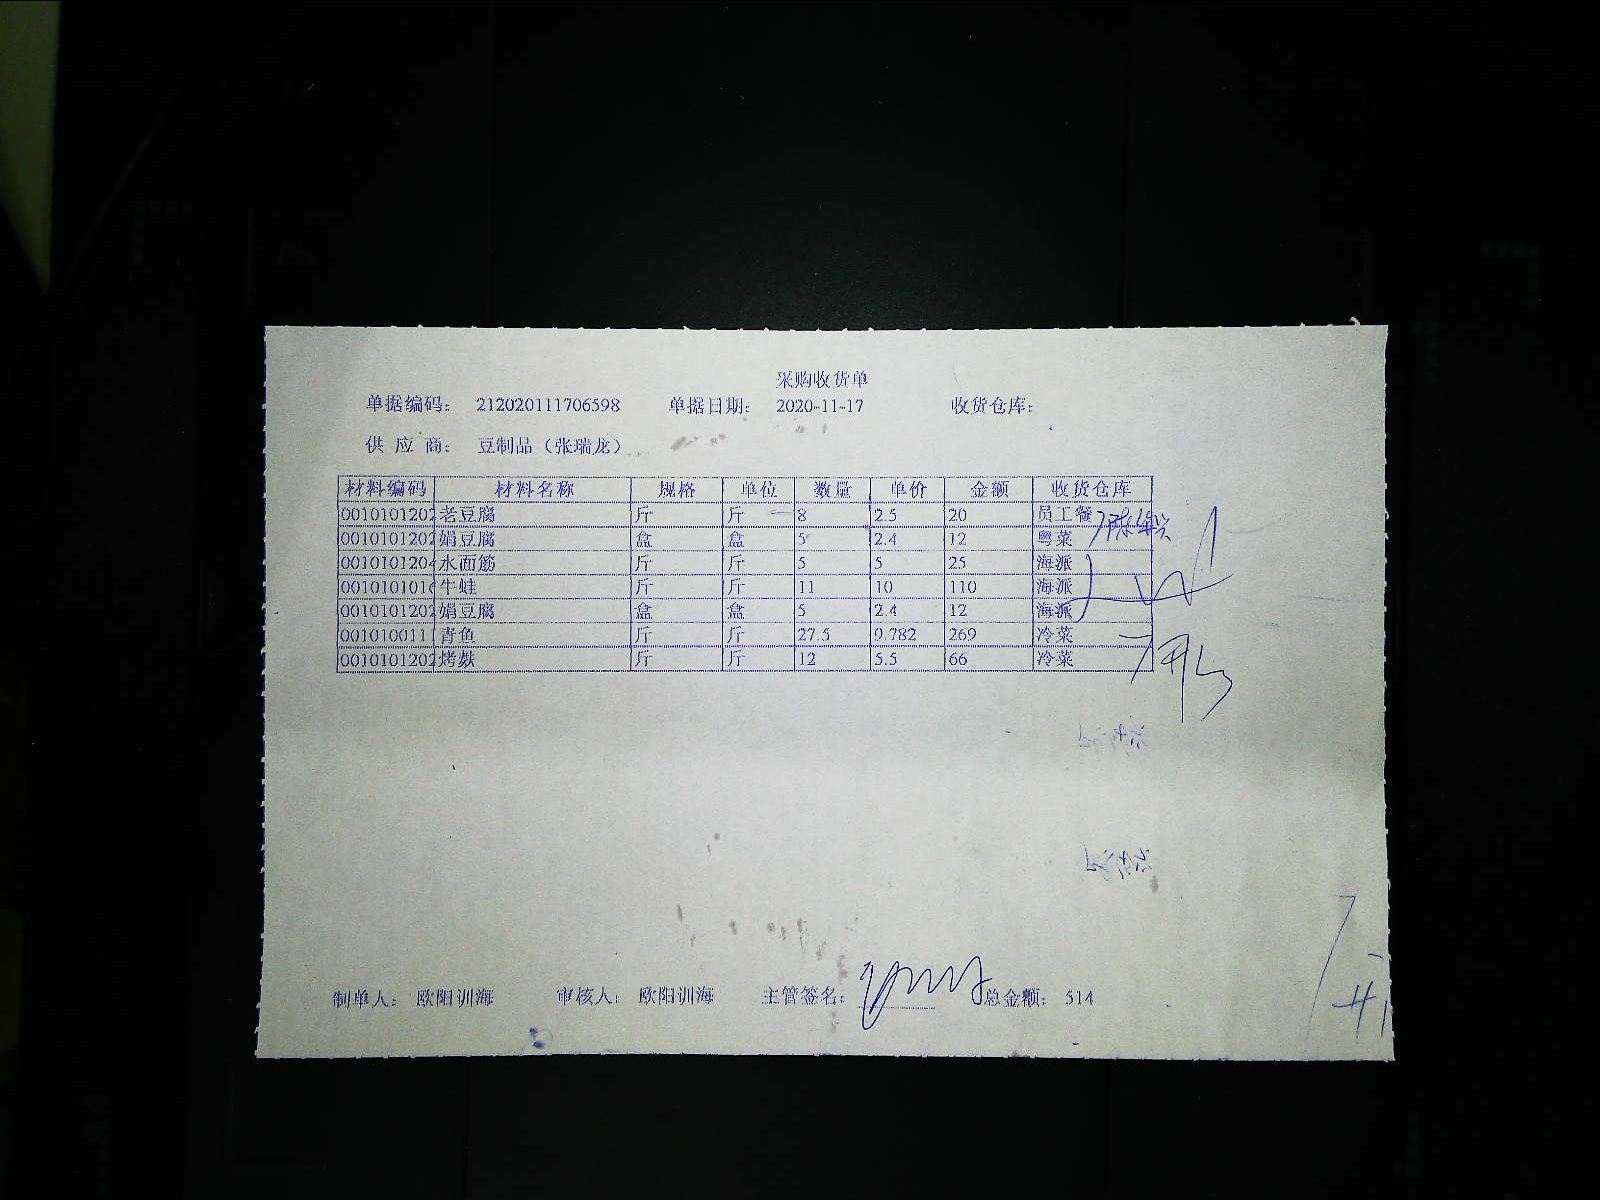 采购收货单
单据编码： 212020111706598 单据日期： 2020-11-17 收货仓库：
供应商： 豆制品（张瑞龙）
材料编码 材料名称 规格 单位 数量 单价 金额 收货仓库
0010101202 老豆腐 斤 斤 8 2.5 20 员工餐
0010101202 娟豆腐 盒 盒 5 2.4 12 粤菜
001010120 水面筋 斤 斤 5 5 25 海派
001010101 牛蛙 斤 斤 11 10 110 海派
0010101202 娟豆腐 盒 盒 5 2.4 12 海派
001010011 青鱼 斤 斤 27.5 9.782 269 冷菜
0010101202 烤麸 斤 斤 12 5.5 66 冷菜
制单人： 欧阳训海 审核人： 欧阳训海 主管签名： 总金额： 514